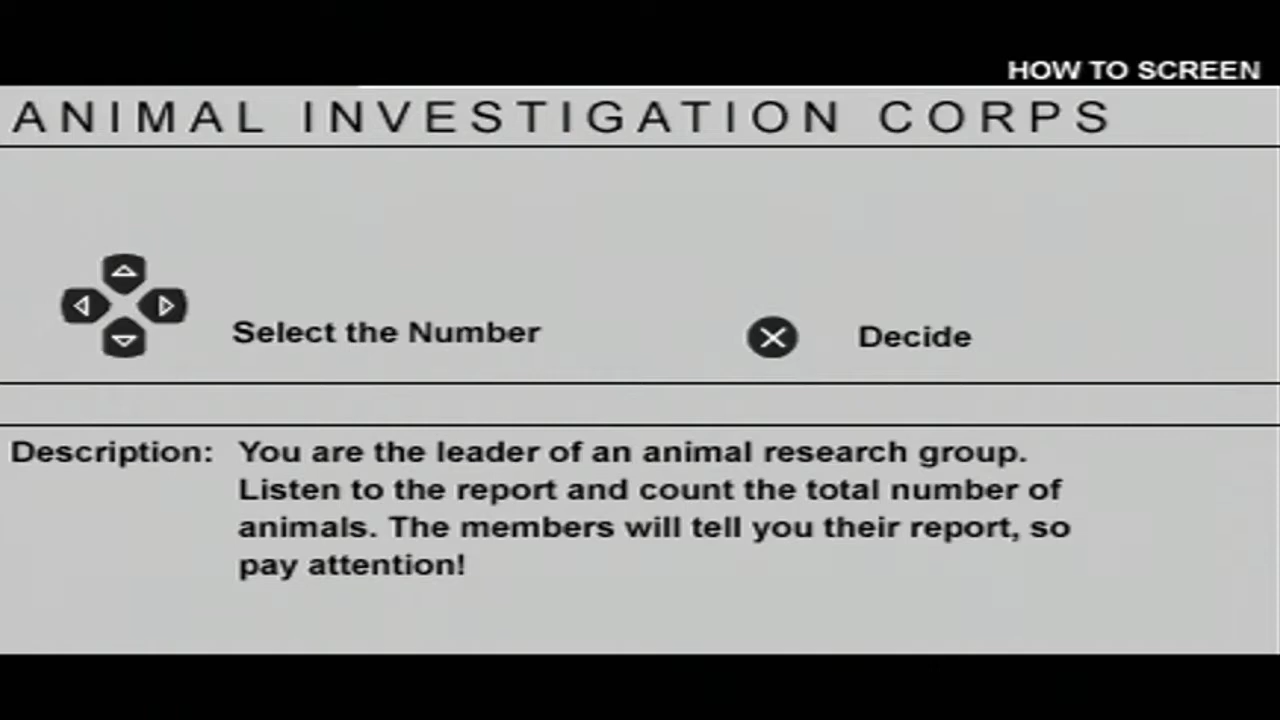 HOW TO SCREEN
ANIMAL INVESTIGATION CORPS
Select the Number
Decide
Description: You are the leader of an animal research group.
Listen to the report and count the total number of
animals. The members will tell you their report, so
pay attention!